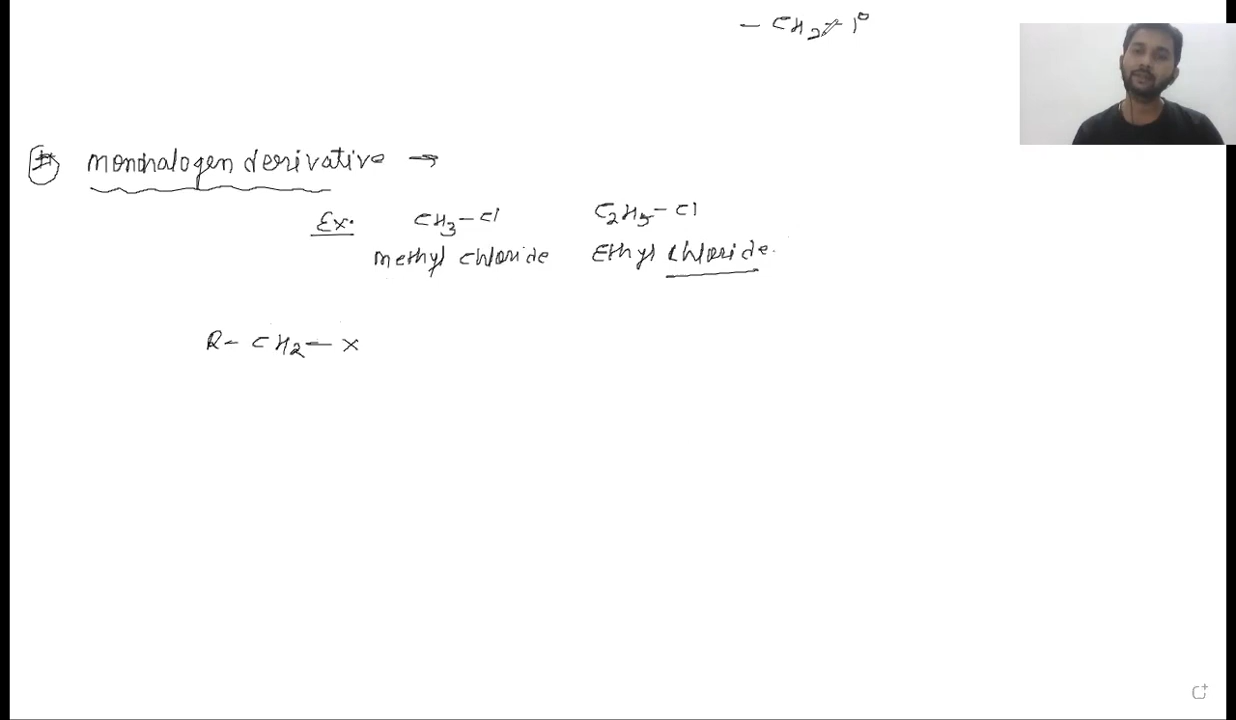 - CH2 → 1°
# monohalogen derivative →
Ex. CH3-Cl C2H5-Cl
methyl chloride Ethyl chloride.
R- CH2- X